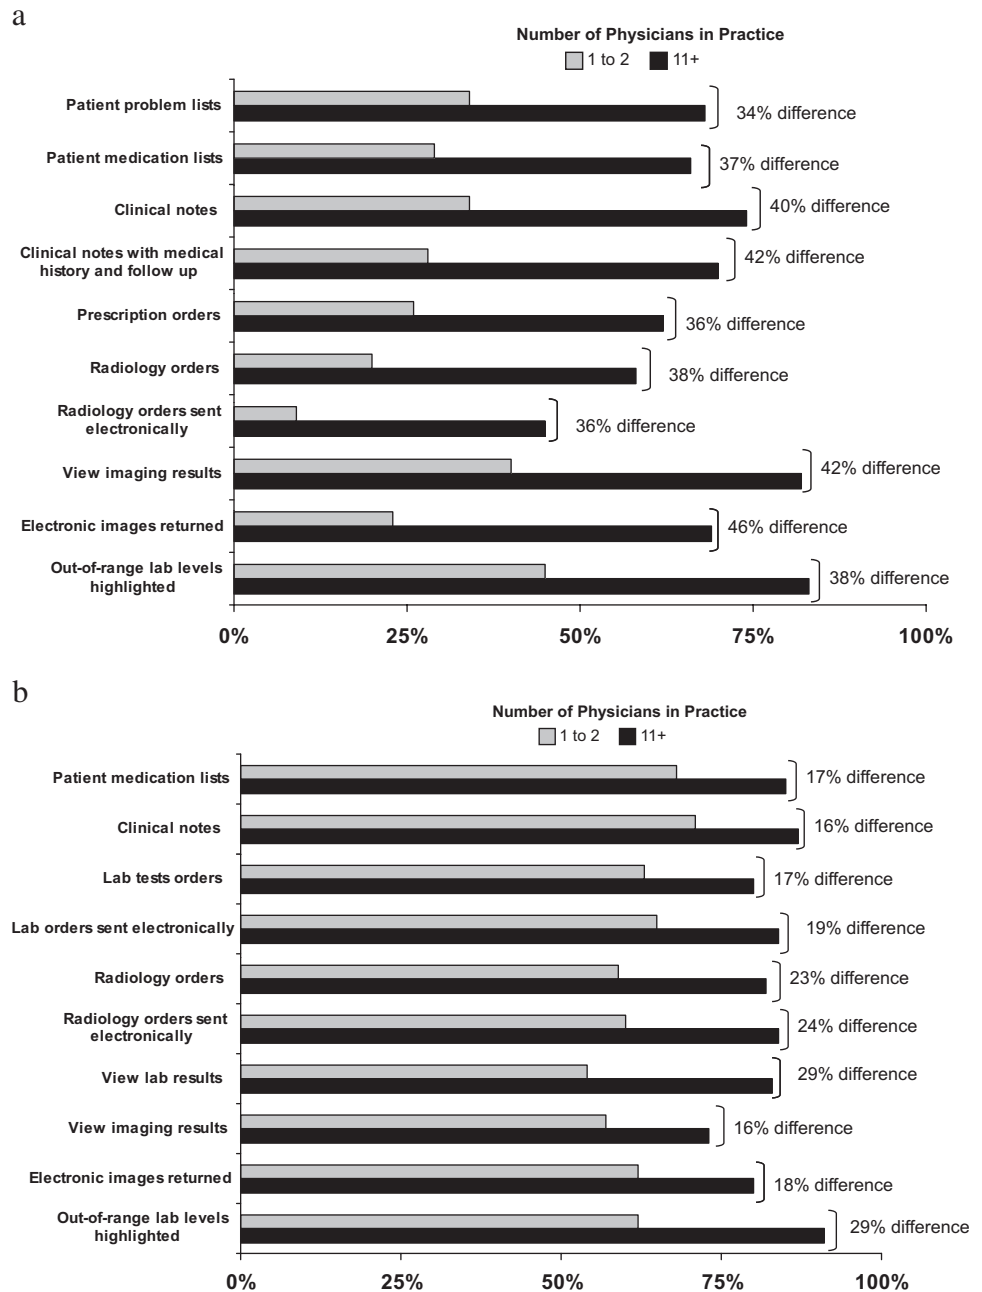 a
Number of Physicians in Practice
1 to 2 11+
Patient problem lists
34% difference
Patient medication lists
37% difference
Clinical notes
40% difference
Clinical notes with medical
history and follow up
42% difference
Prescription orders
36% difference
Radiology orders
38% difference
Radiology orders sent
electronically
36% difference
View imaging results
42% difference
Electronic images returned
46% difference
Out-of-range lab levels
highlighted
38% difference
0% 25% 50% 75% 100%
b
Number of Physicians in Practice
1 to 2 11+
Patient medication lists
17% difference
Clinical notes
16% difference
Lab tests orders
17% difference
Lab orders sent electronically
19% difference
Radiology orders
23% difference
Radiology orders sent
electronically
24% difference
View lab results
29% difference
View imaging results
16% difference
Electronic images returned
18% difference
Out-of-range lab levels
highlighted
29% difference
0% 25% 50% 75% 100%